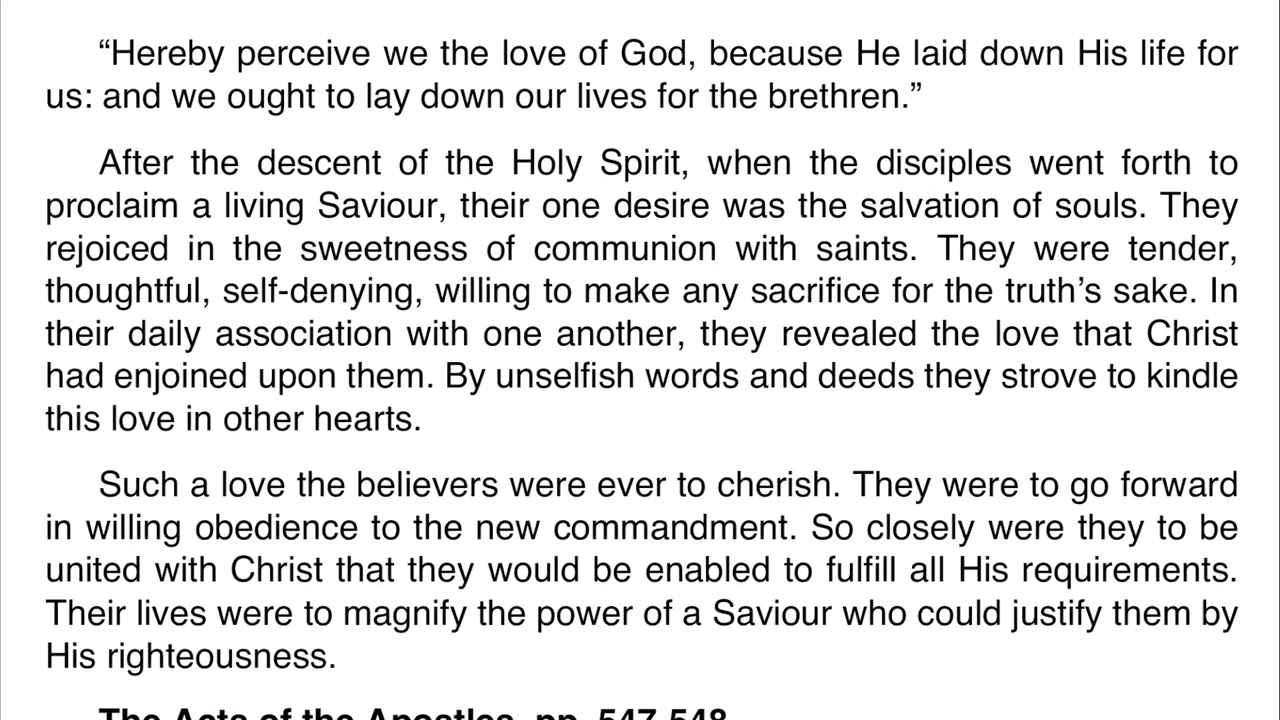 “Hereby perceive we the love of God, because He laid down His life for
us: and we ought to lay down our lives for the brethren.”
After the descent of the Holy Spirit, when the disciples went forth to
proclaim a living Saviour, their one desire was the salvation of souls. They
rejoiced in the sweetness of communion with saints. They were tender,
thoughtful, self-denying, willing to make any sacrifice for the truth’s sake. In
their daily association with one another, they revealed the love that Christ
had enjoined upon them. By unselfish words and deeds they strove to kindle
this love in other hearts.
Such a love the believers were ever to cherish. They were to go forward
in willing obedience to the new commandment. So closely were they to be
united with Christ that they would be enabled to fulfill all His requirements.
Their lives were to magnify the power of a Saviour who could justify them by
His righteousness.
The Acts of the Apostles, pp. 547-548